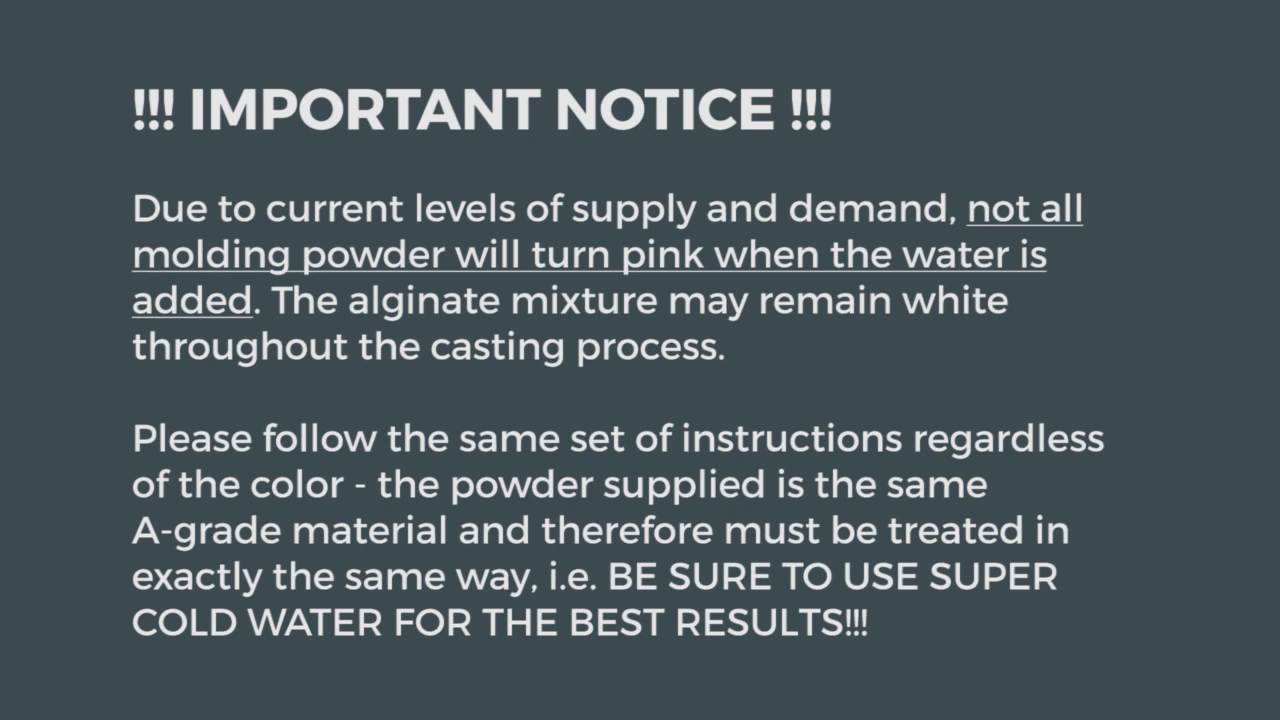 !!! IMPORTANT NOTICE !!!
Due to current levels of supply and demand, not all
molding powder will turn pink when the water is
added. The alginate mixture may remain white
throughout the casting process.
Please follow the same set of instructions regardless
of the color - the powder supplied is the same
A-grade material and therefore must be treated in
exactly the same way, i.e. BE SURE TO USE SUPER
COLD WATER FOR THE BEST RESULTS!!!